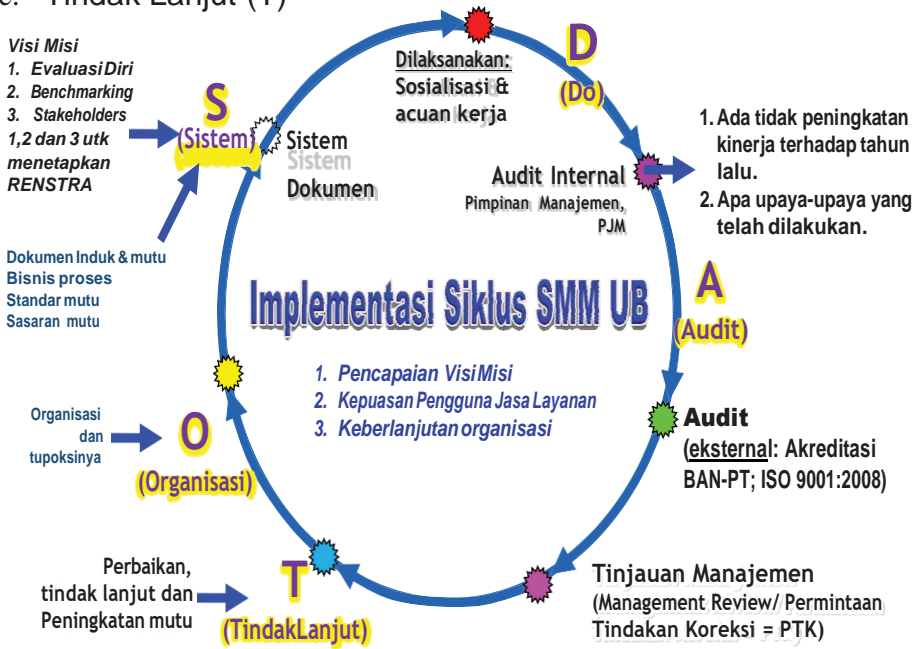 c. Tindak Lanjut (T)
Visi Misi
1. Evaluasi Diri
2. Benchmarking
3. Stakeholders
1,2 dan 3 utk
menetapkan
RENSTRA
S
(Sistem)
Sistem
Dokumen
Dokumen Induk & mutu
Bisnis proses
Standar mutu
Sasaran mutu
Dilaksanakan:
Sosialisasi &
acuan kerja
D
(Do)
Audit Internal
Pimpinan Manajemen,
PJM
1. Ada tidak peningkatan
kinerja terhadap tahun
lalu.
2. Apa upaya-upaya yang
telah dilakukan.
Implementasi Siklus SMM UB
1. Pencapaian Visi Misi
2. Kepuasan Pengguna Jasa Layanan
3. Keberlanjutan organisasi
A
(Audit)
Audit
(eksternal: Akreditasi
BAN-PT; ISO 9001:2008)
Organisasi
dan
tupoksinya
O
(Organisasi)
Perbaikan,
tindak lanjut dan
Peningkatan mutu
T
(TindakLanjut)
Tinjauan Manajemen
(Management Review/ Permintaan
Tindakan Koreksi = PTK)